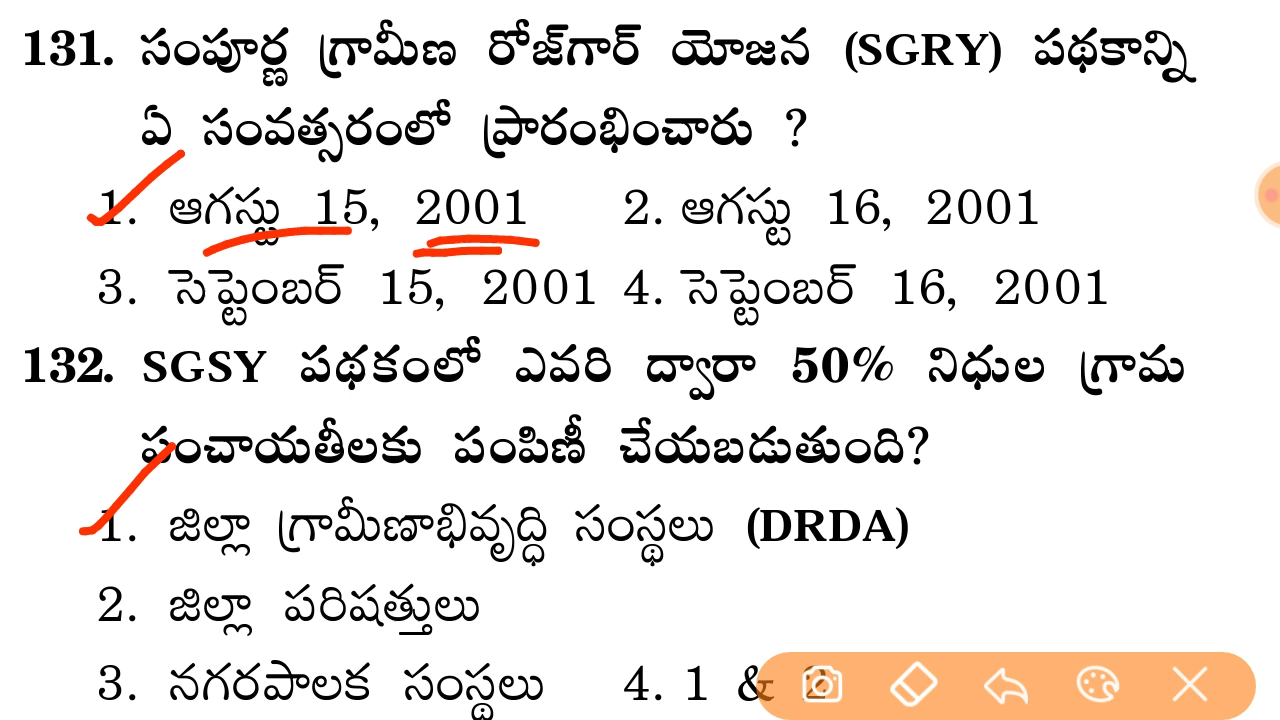 131. సంపూర్ణ గ్రామీణ రోజ్‌గార్ యోజన (SGRY) పథకాన్ని
ఏ సంవత్సరంలో ప్రారంభించారు ?
1. ఆగస్టు 15, 2001 2. ఆగస్టు 16, 2001
3. సెప్టెంబర్ 15, 2001 4. సెప్టెంబర్ 16, 2001
132. SGSY పథకంలో ఎవరి ద్వారా 50% నిధుల గ్రామ
పంచాయతీలకు పంపిణీ చేయబడుతుంది?
1. జిల్లా గ్రామీణాభివృద్ధి సంస్థలు (DRDA)
2. జిల్లా పరిషత్తులు
3. నగరపాలక సంస్థలు 4. 1 & 2